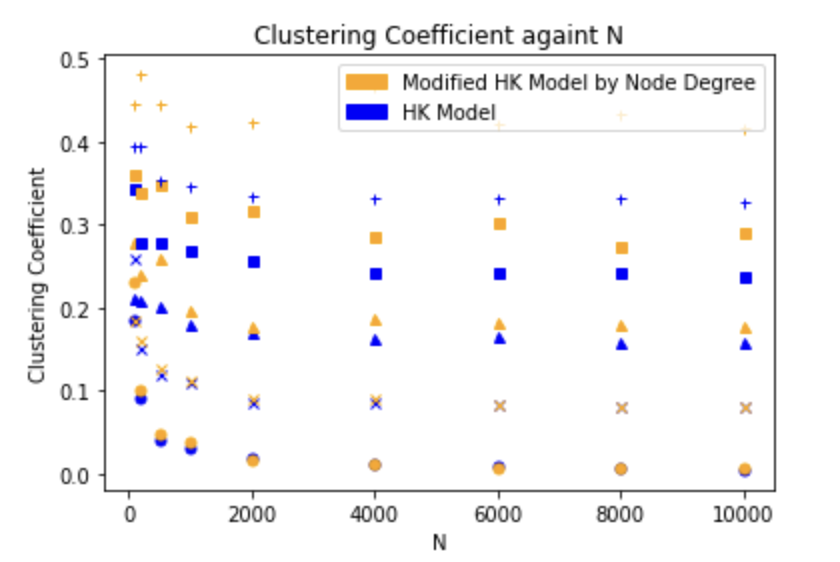 Clustering Coefficient againt N
Modified HK Model by Node Degree
HK Model
Clustering Coefficient
0.5
0.4
0.3
0.2
0.1
0.0
0 2000 4000 6000 8000 10000
N